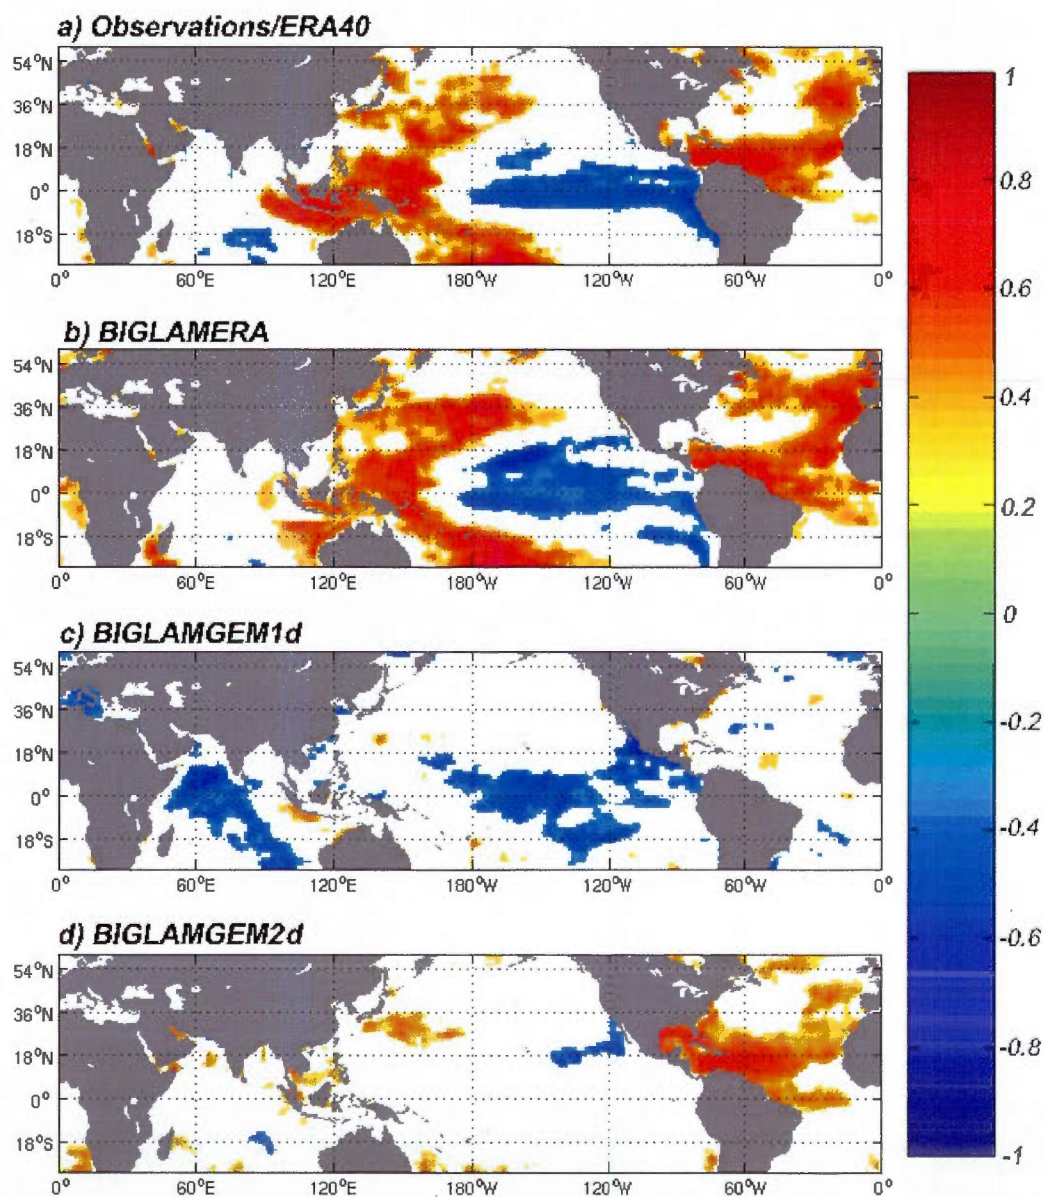 a) Observations/ERA40
54°N
36°N
18°N
0°
18°S
0° 60°E 120°E 180°W 120°W 60°W 0°
b) BIGLAMERA
54°N
36°N
18°N
0°
18°S
0° 60°E 120°E 180°W 120°W 60°W 0°
c) BIGLAMGEM1d
54°N
36°N
18°N
0°
18°S
0° 60°E 120°E 180°W 120°W 60°W 0°
d) BIGLAMGEM2d
54°N
36°N
18°N
0°
18°S
0° 60°E 120°E 180°W 120°W 60°W 0°
1
0.8
0.6
0.4
0.2
0
-0.2
-0.4
-0.6
-0.8
-1